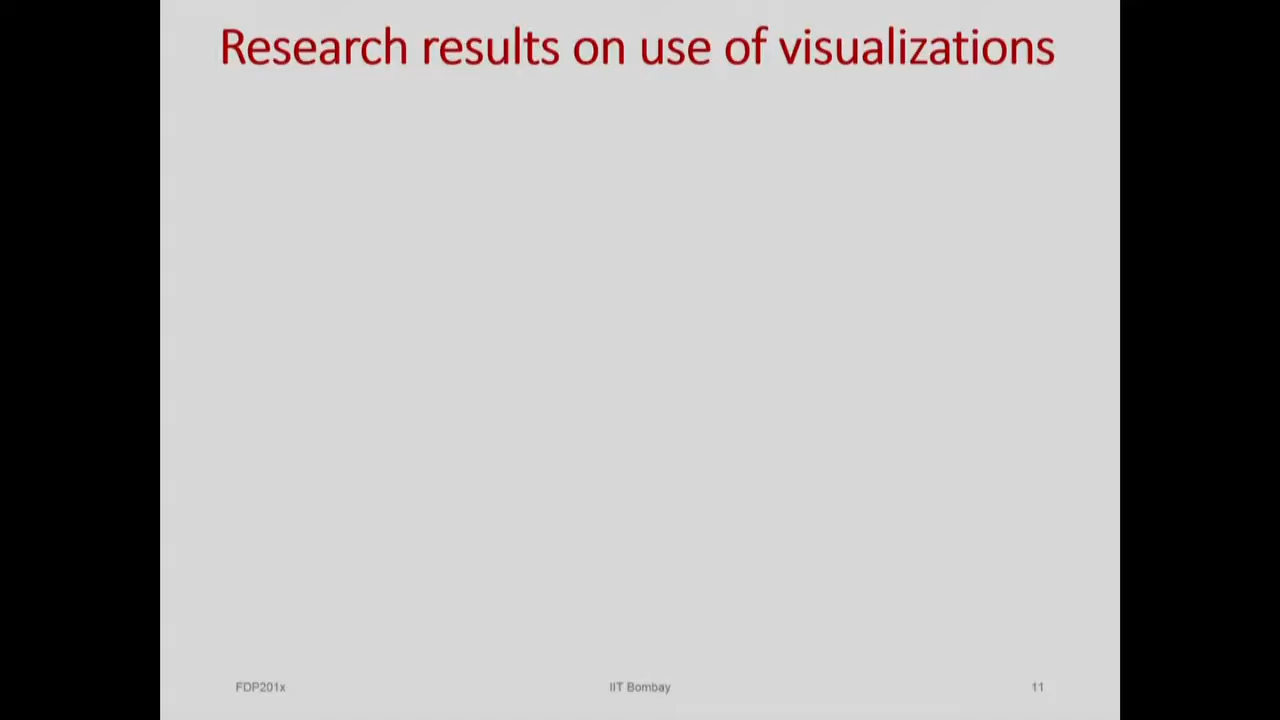 Research results on use of visualizations
FDP201x
IIT Bombay
11